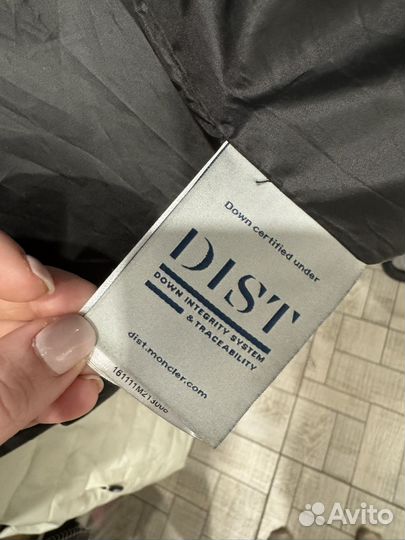 Down certified under
DIST
DOWN INTEGRITY SYSTEM
& TRACEABILITY
dist.moncler.com
Avito